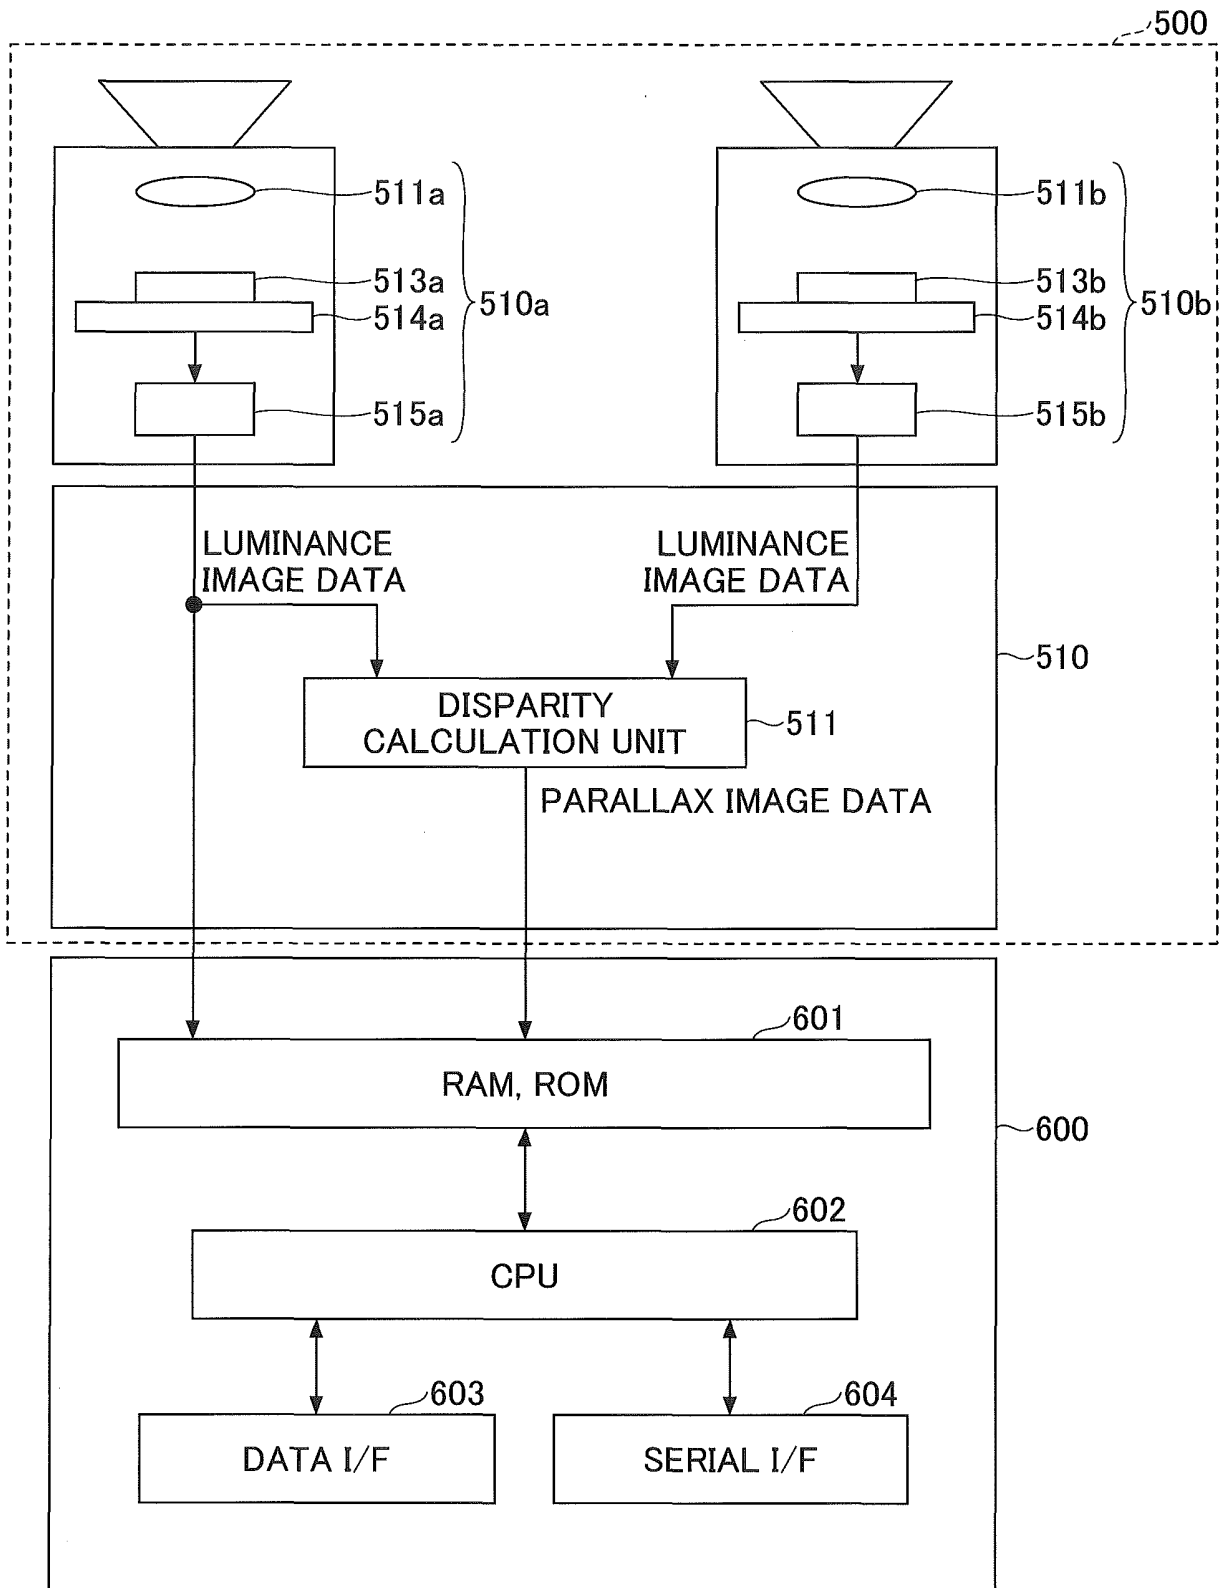 500
511a
511b
513a
513b
510a
510b
514a
514b
515a
515b
LUMINANCE
IMAGE DATA
LUMINANCE
IMAGE DATA
510
DISPARITY
CALCULATION UNIT
511
PARALLAX IMAGE DATA
601
RAM, ROM
600
602
CPU
603
604
DATA I/F
SERIAL I/F